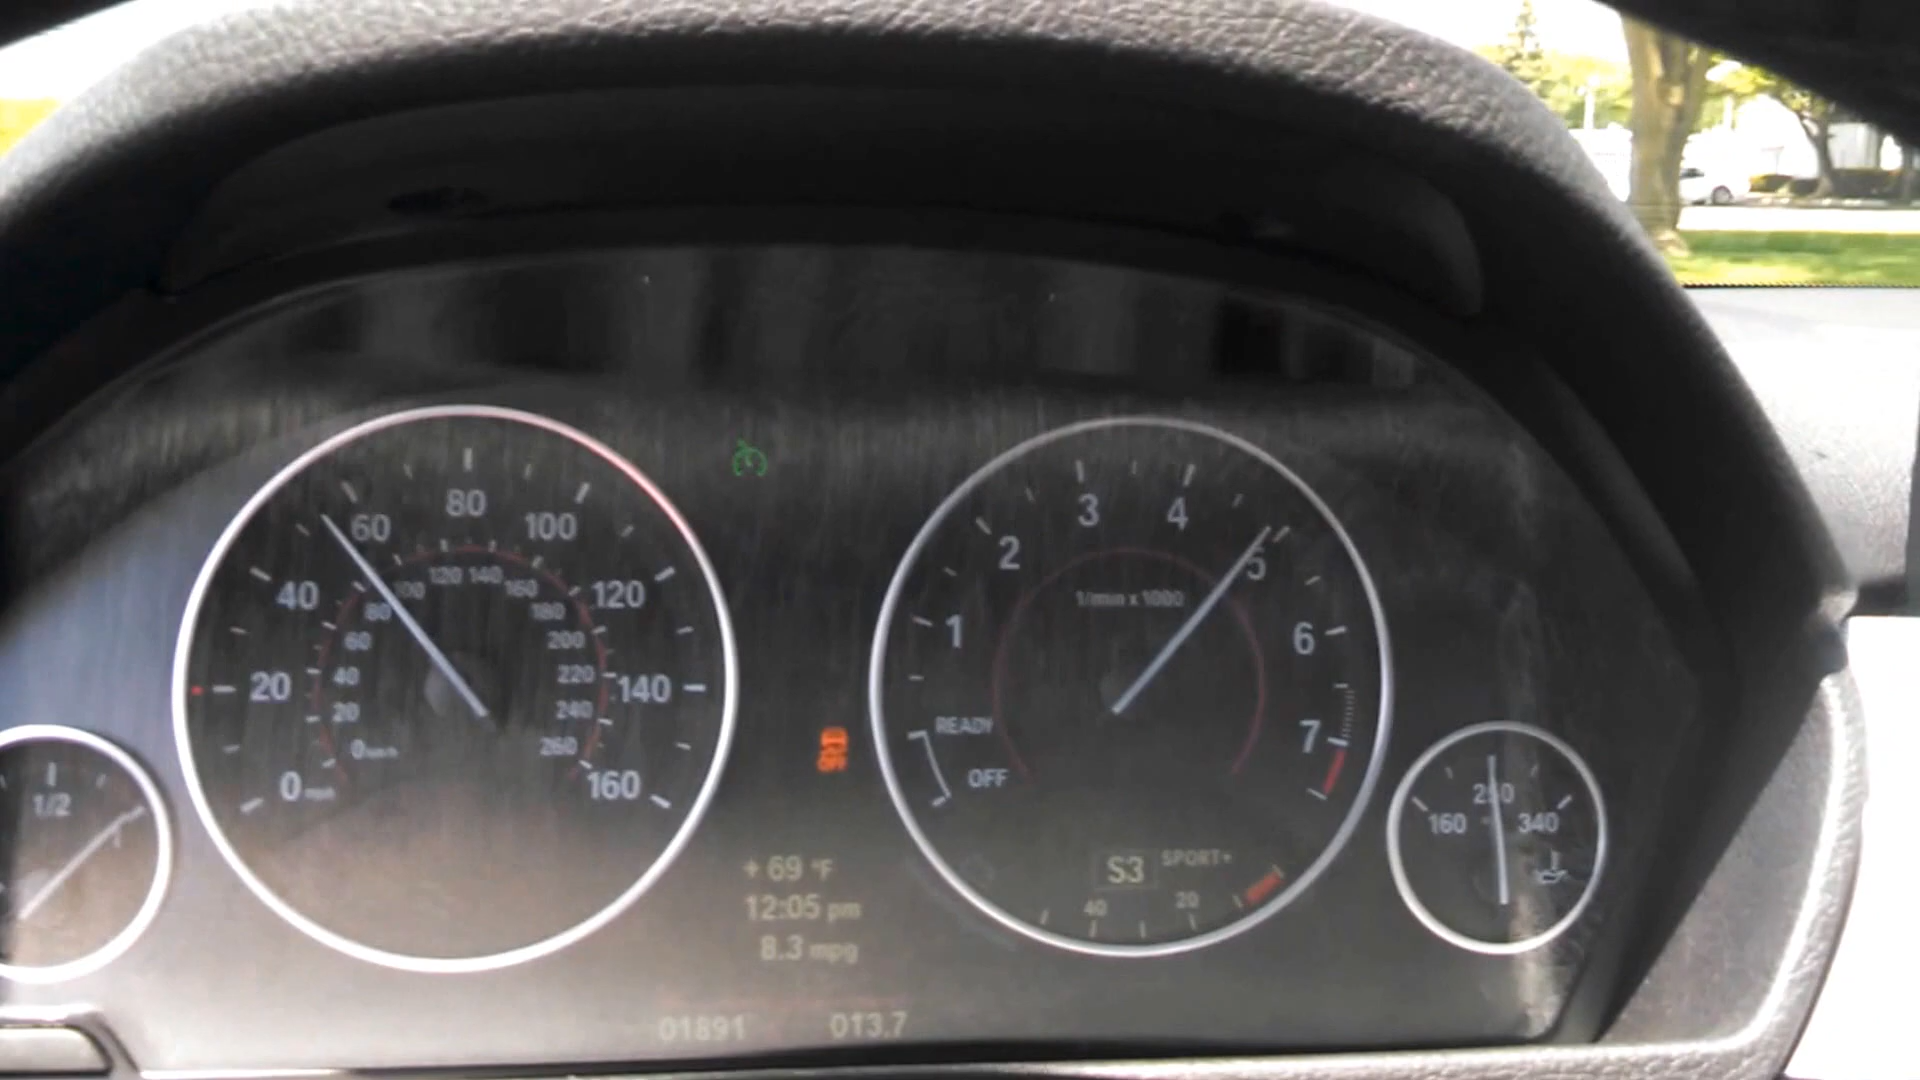 1/2
0 mph 20 40 60 80 100 120 140 160
0 km/h 20 40 60 80 100 120 140 160 180 200 220 240 260
1/min x 1000
1 2 3 4 5 6 7
READY
OFF
S3 SPORT+
40 20
160 250 340
OFF
+ 69 °F
12:05 pm
8.3 mpg
01891 013.7